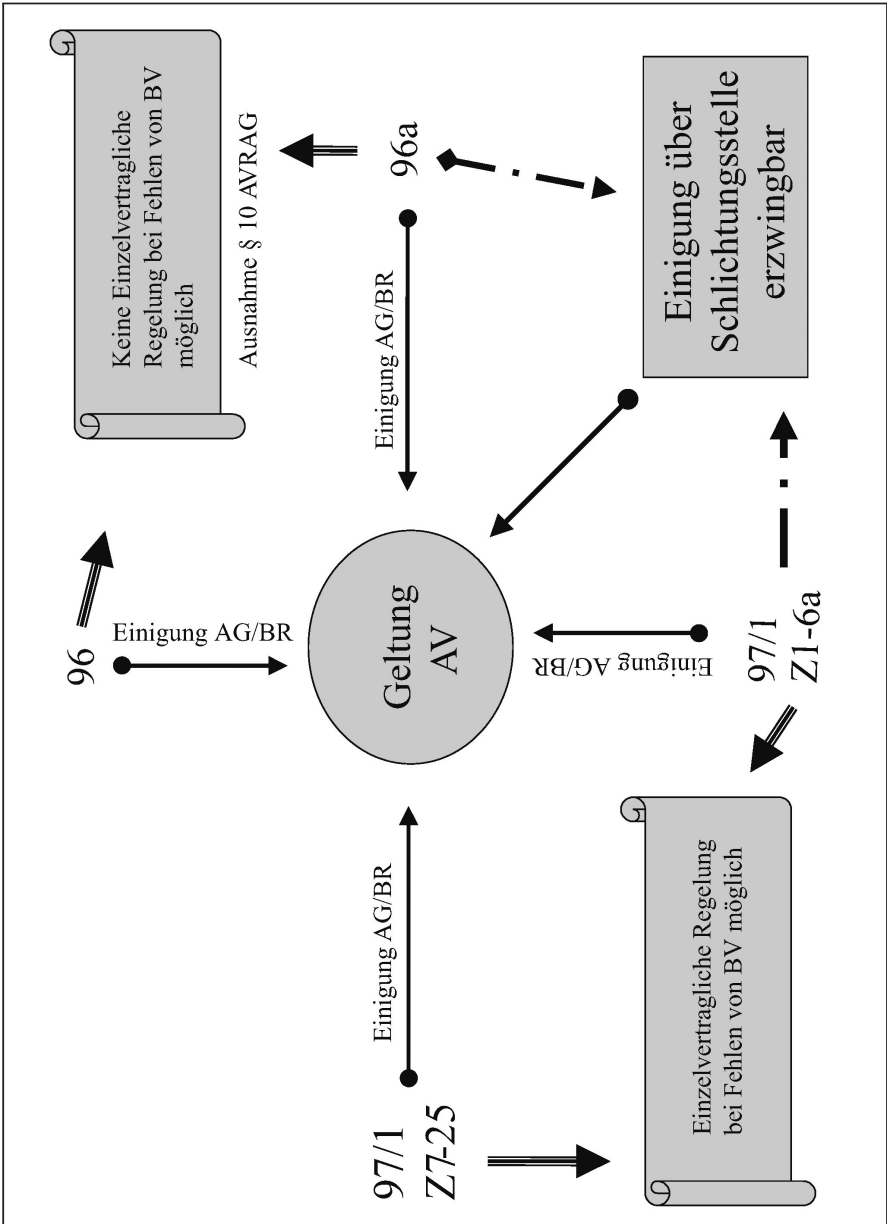 96
Keine Einzelvertragliche
Regelung bei Fehlen von BV
möglich
Ausnahme § 10 AVRAG
96a
Einigung AG/BR
Einigung AG/BR
97/1
Z7-25
Einigung AG/BR
Geltung
AV
Einigung über
Schlichtungsstelle
erzwingbar
Einigung AG/BR
97/1
Z1-6a
Einzelvertragliche Regelung
bei Fehlen von BV möglich